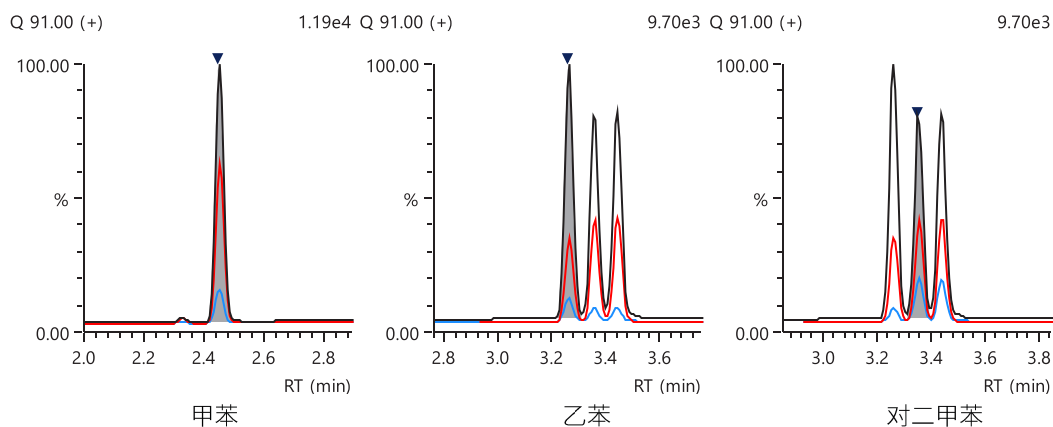 Q 91.00 (+) 1.19e4 Q 91.00 (+) 9.70e3 Q 91.00 (+) 9.70e3
100.00 100.00 100.00
% % %
0.00 0.00 0.00
2.0 2.2 2.4 2.6 2.8 2.8 3.0 3.2 3.4 3.6 3.0 3.2 3.4 3.6 3.8
RT (min) RT (min) RT (min)
甲苯 乙苯 对二甲苯